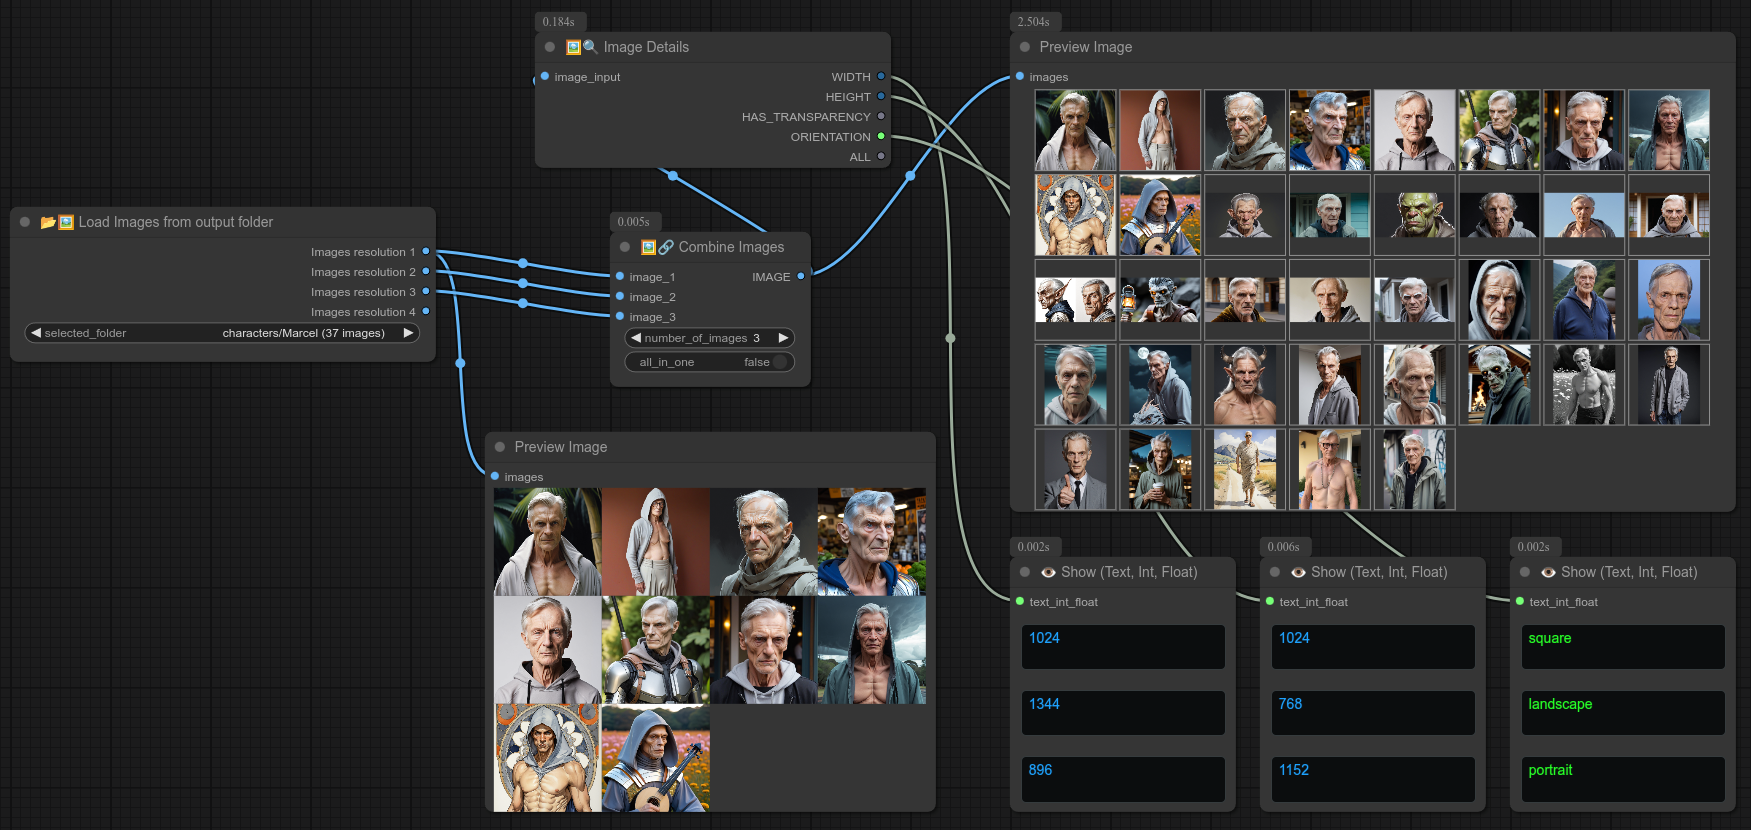 0.184s
Image Details
image_input
WIDTH
HEIGHT
HAS_TRANSPARENCY
ORIENTATION
ALL
2.504s
Preview Image
images
Load Images from output folder
Images resolution 1
Images resolution 2
Images resolution 3
Images resolution 4
selected_folder characters/Marcel (37 images)
0.005s
Combine Images
image_1 IMAGE
image_2
image_3
number_of_images 3
all_in_one false
Preview Image
images
0.002s
Show (Text, Int, Float)
text_int_float
1024
1344
896
0.006s
Show (Text, Int, Float)
text_int_float
1024
768
1152
0.002s
Show (Text, Int, Float)
text_int_float
square
landscape
portrait